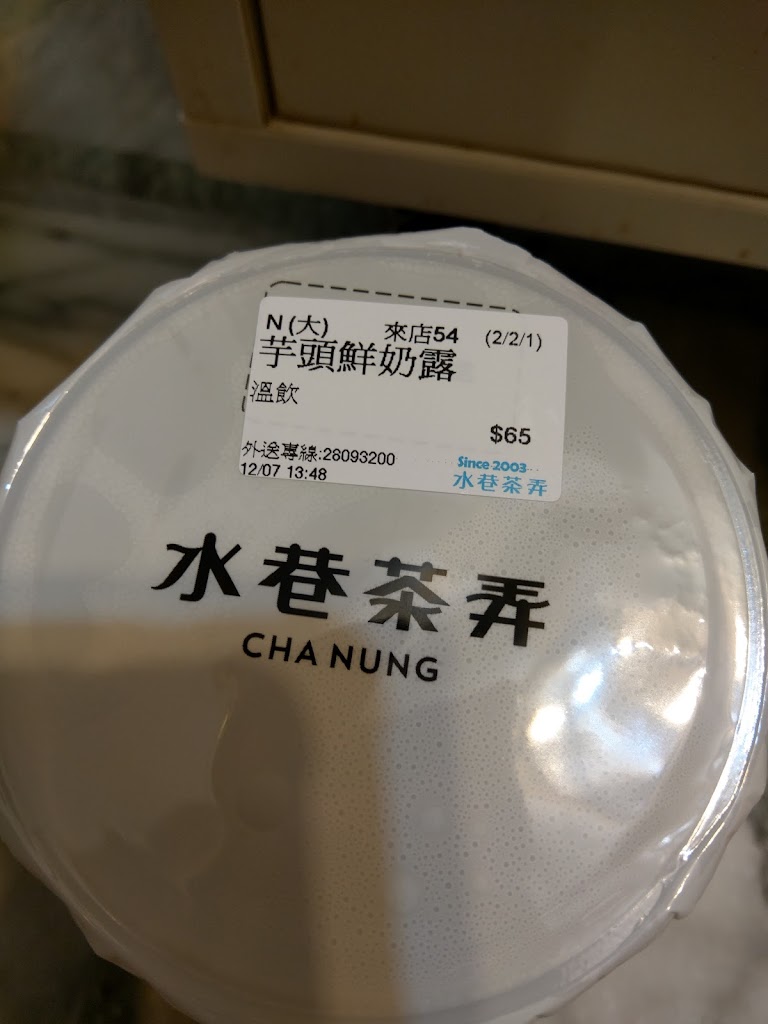 N(大) 來店54 (2/2/1)
芋頭鮮奶露
溫飲
$65
外送專線:28093200
12/07 13:48
Since 2003
水巷茶弄
水巷茶弄
CHA NUNG